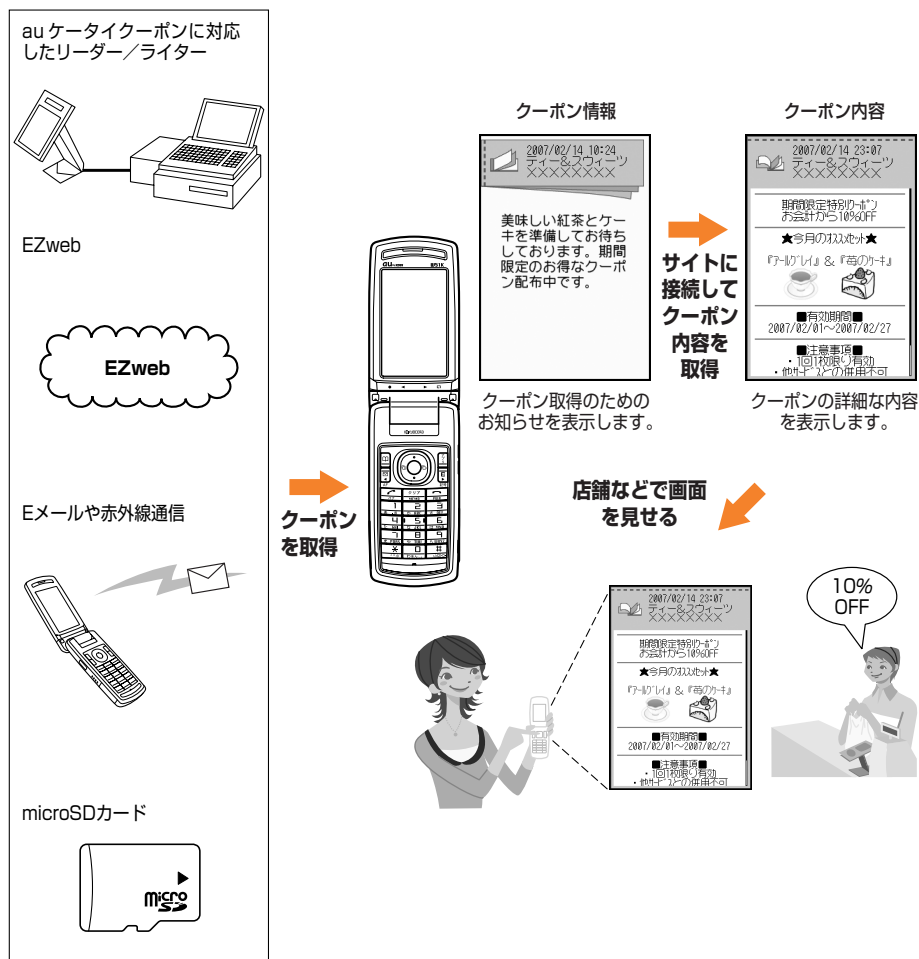 au ケータイクーポンに対応
したリーダー／ライター
EZweb
EZweb
Eメールや赤外線通信
microSDカード
micro
SD
クーポン
を取得
au
クリア
1
2
3
4
5
6
7
8
9
*
0
#
クーポン情報
2007/02/14 10:24
ティー&スウィーツ
××××××××
美味しい紅茶とケー
キを準備してお待ち
しております。期間
限定のお得なクーポ
ン配布中です。
クーポン取得のための
お知らせを表示します。
サイトに
接続して
クーポン
内容を
取得
クーポン内容
2007/02/14 23:07
ティー&スウィーツ
××××××××
期間限定特別ｸｰﾎﾟﾝ
お会計から10%OFF
★今月のｵｽｽﾒｾｯﾄ★
『ｱｰﾙｸﾞﾚｲ』&『苺のｹｰｷ』
■有効期間■
2007/02/01～2007/02/27
■注意事項■
・1回1枚限り有効
・他ｻｰﾋﾞｽとの併用不可
クーポンの詳細な内容
を表示します。
店舗などで画面
を見せる
2007/02/14 23:07
ティー&スウィーツ
××××××××
期間限定特別ｸｰﾎﾟﾝ
お会計から10%OFF
★今月のｵｽｽﾒｾｯﾄ★
『ｱｰﾙｸﾞﾚｲ』&『苺のｹｰｷ』
■有効期間■
2007/02/01～2007/02/27
■注意事項■
・1回1枚限り有効
・他ｻｰﾋﾞｽとの併用不可
10%
OFF